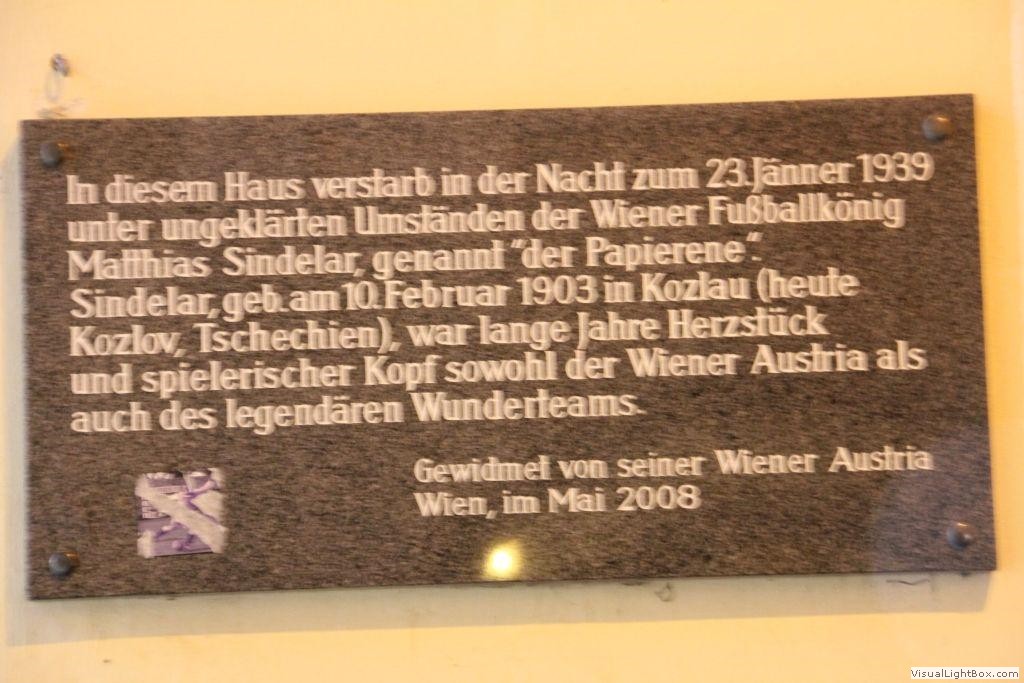 In diesem Haus verstarb in der Nacht zum 23.Jänner 1939
unter ungeklärten Umständen der Wiener Fußballkönig
Matthias Sindelar, genannt "der Papierene".
Sindelar, geb. am 10. Februar 1903 in Kozlau (heute
Kozlov, Tschechien), war lange Jahre Herzstück
und spielerischer Kopf sowohl der Wiener Austria als
auch des legendären Wunderteams.
Gewidmet von seiner Wiener Austria
Wien, im Mai 2008
VisualLightBox.com